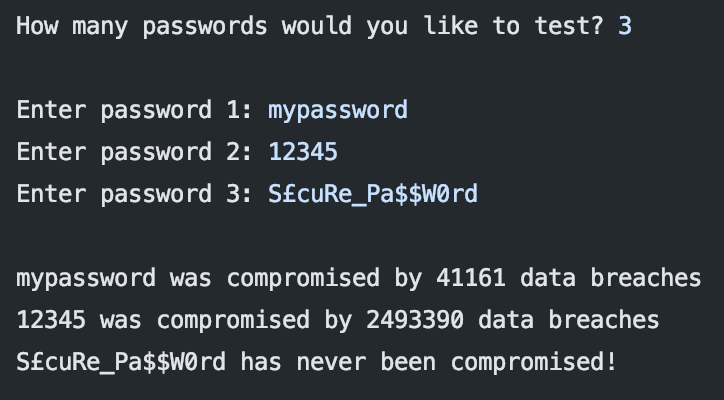 How many passwords would you like to test? 3
Enter password 1: mypassword
Enter password 2: 12345
Enter password 3: S£cuRe_Pa$$W0rd
mypassword was compromised by 41161 data breaches
12345 was compromised by 2493390 data breaches
S£cuRe_Pa$$W0rd has never been compromised!